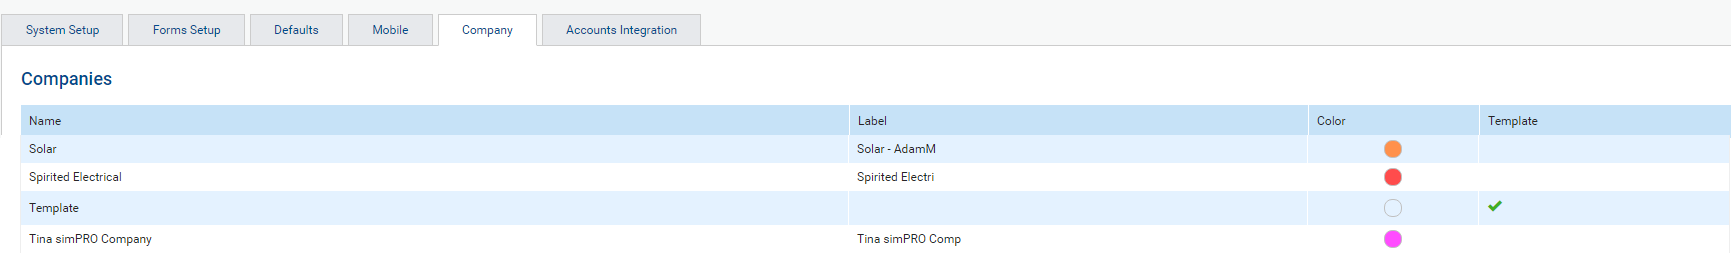 System Setup Forms Setup Defaults Mobile Company Accounts Integration
Companies
Name Label Color Template
Solar Solar - AdamM
Spirited Electrical Spirited Electri
Template
Tina simPRO Company Tina simPRO Comp